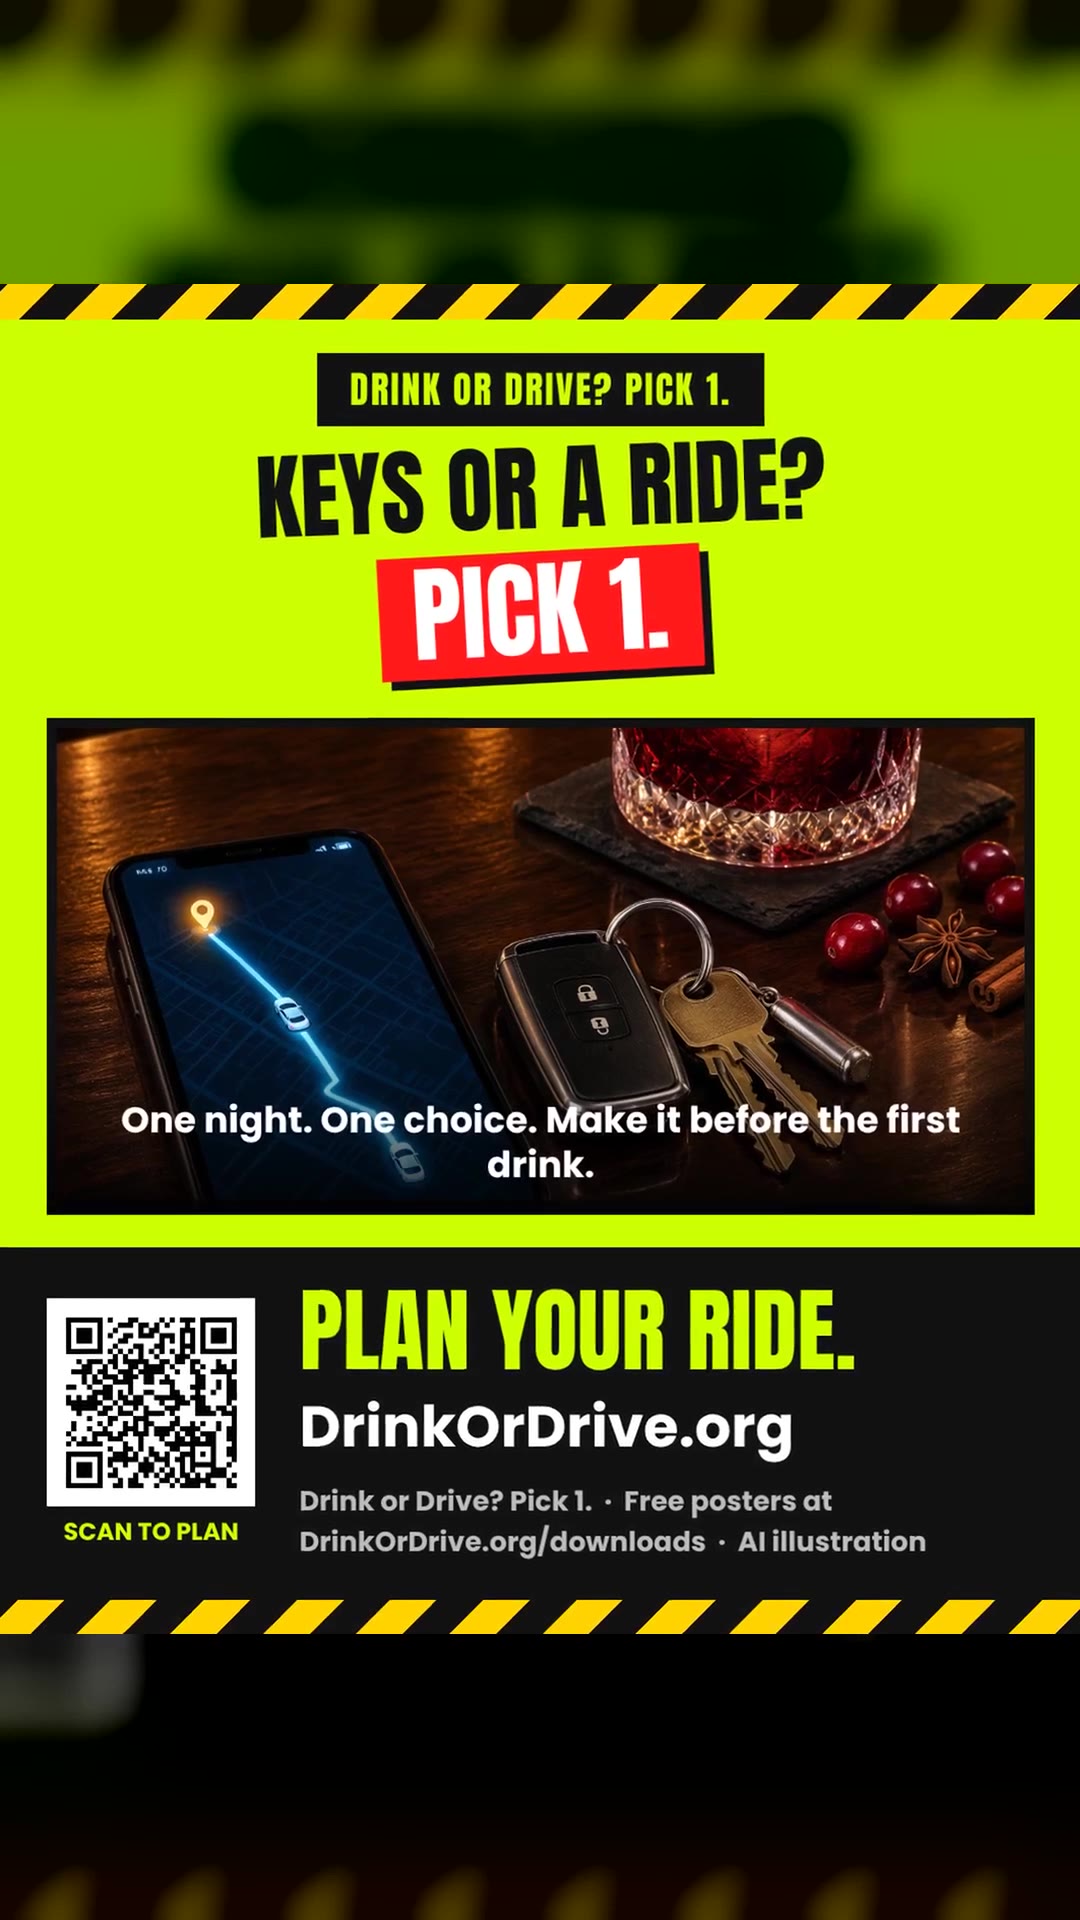 DRINK OR DRIVE? PICK 1.
KEYS OR A RIDE?
PICK 1.
One night. One choice. Make it before the first
drink.
PLAN YOUR RIDE.
DrinkOrDrive.org
Drink or Drive? Pick 1. · Free posters at
DrinkOrDrive.org/downloads · AI illustration
SCAN TO PLAN